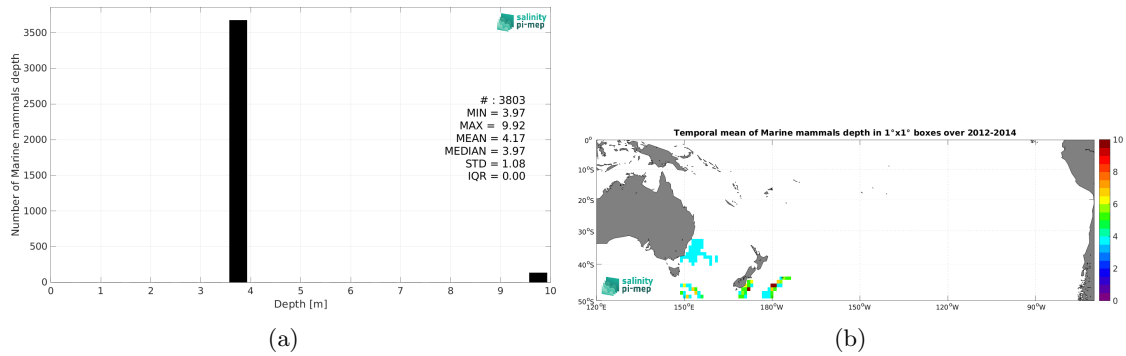 3500
3000
2500
2000
1500
1000
500
0
Number of Marine mammals depth
salinity
pi-mep
# : 3803
MIN = 3.97
MAX = 9.92
MEAN = 4.17
MEDIAN = 3.97
STD = 1.08
IQR = 0.00
0 1 2 3 4 5 6 7 8 9 10
Depth [m]
(a)
Temporal mean of Marine mammals depth in 1°x1° boxes over 2012-2014
0°
10°S
20°S
30°S
40°S
50°S
120°E 150°E 180°W 150°W 120°W 90°W
salinity
pi-mep
10
8
6
4
2
0
(b)